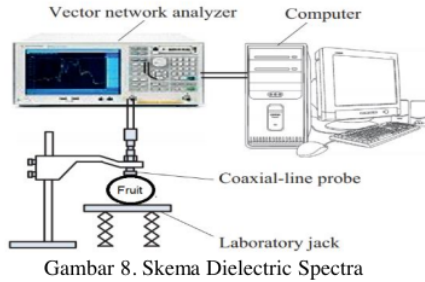 Vector network analyzer
Computer
Coaxial-line probe
Fruit
Laboratory jack
Gambar 8. Skema Dielectric Spectra